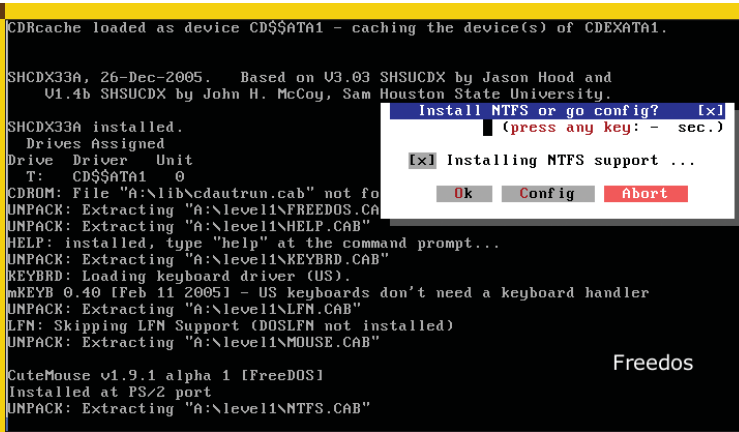 CDRcache loaded as device CD$$ATA1 - caching the device(s) of CDEXATA1.
SHCDX33A, 26-Dec-2005.   Based on V3.03 SHSUCDX by Jason Hood and
V1.4b SHSUCDX by John H. McCoy, Sam Houston State University.
Install NTFS or go config? [x]
(press any key: -  sec.)
[x] Installing NTFS support ...
Ok Config Abort
SHCDX33A installed.
Drives Assigned
Drive  Driver   Unit
T:   CD$$ATA1   0
CDROM: File "A:\lib\cdautrun.cab" not fo
UNPACK: Extracting "A:\level1\FREEDOS.CA
UNPACK: Extracting "A:\level1\HELP.CAB"
HELP: installed, type "help" at the command prompt...
UNPACK: Extracting "A:\level1\KEYBRD.CAB"
KEYBRD: Loading keyboard driver (US).
mKEYB 0.40 [Feb 11 2005] - US keyboards don't need a keyboard handler
UNPACK: Extracting "A:\level1\LFN.CAB"
LFN: Skipping LFN Support (DOSLFN not installed)
UNPACK: Extracting "A:\level1\MOUSE.CAB"
Freedos
CuteMouse v1.9.1 alpha 1 [FreeDOS]
Installed at PS/2 port
UNPACK: Extracting "A:\level1\NTFS.CAB"